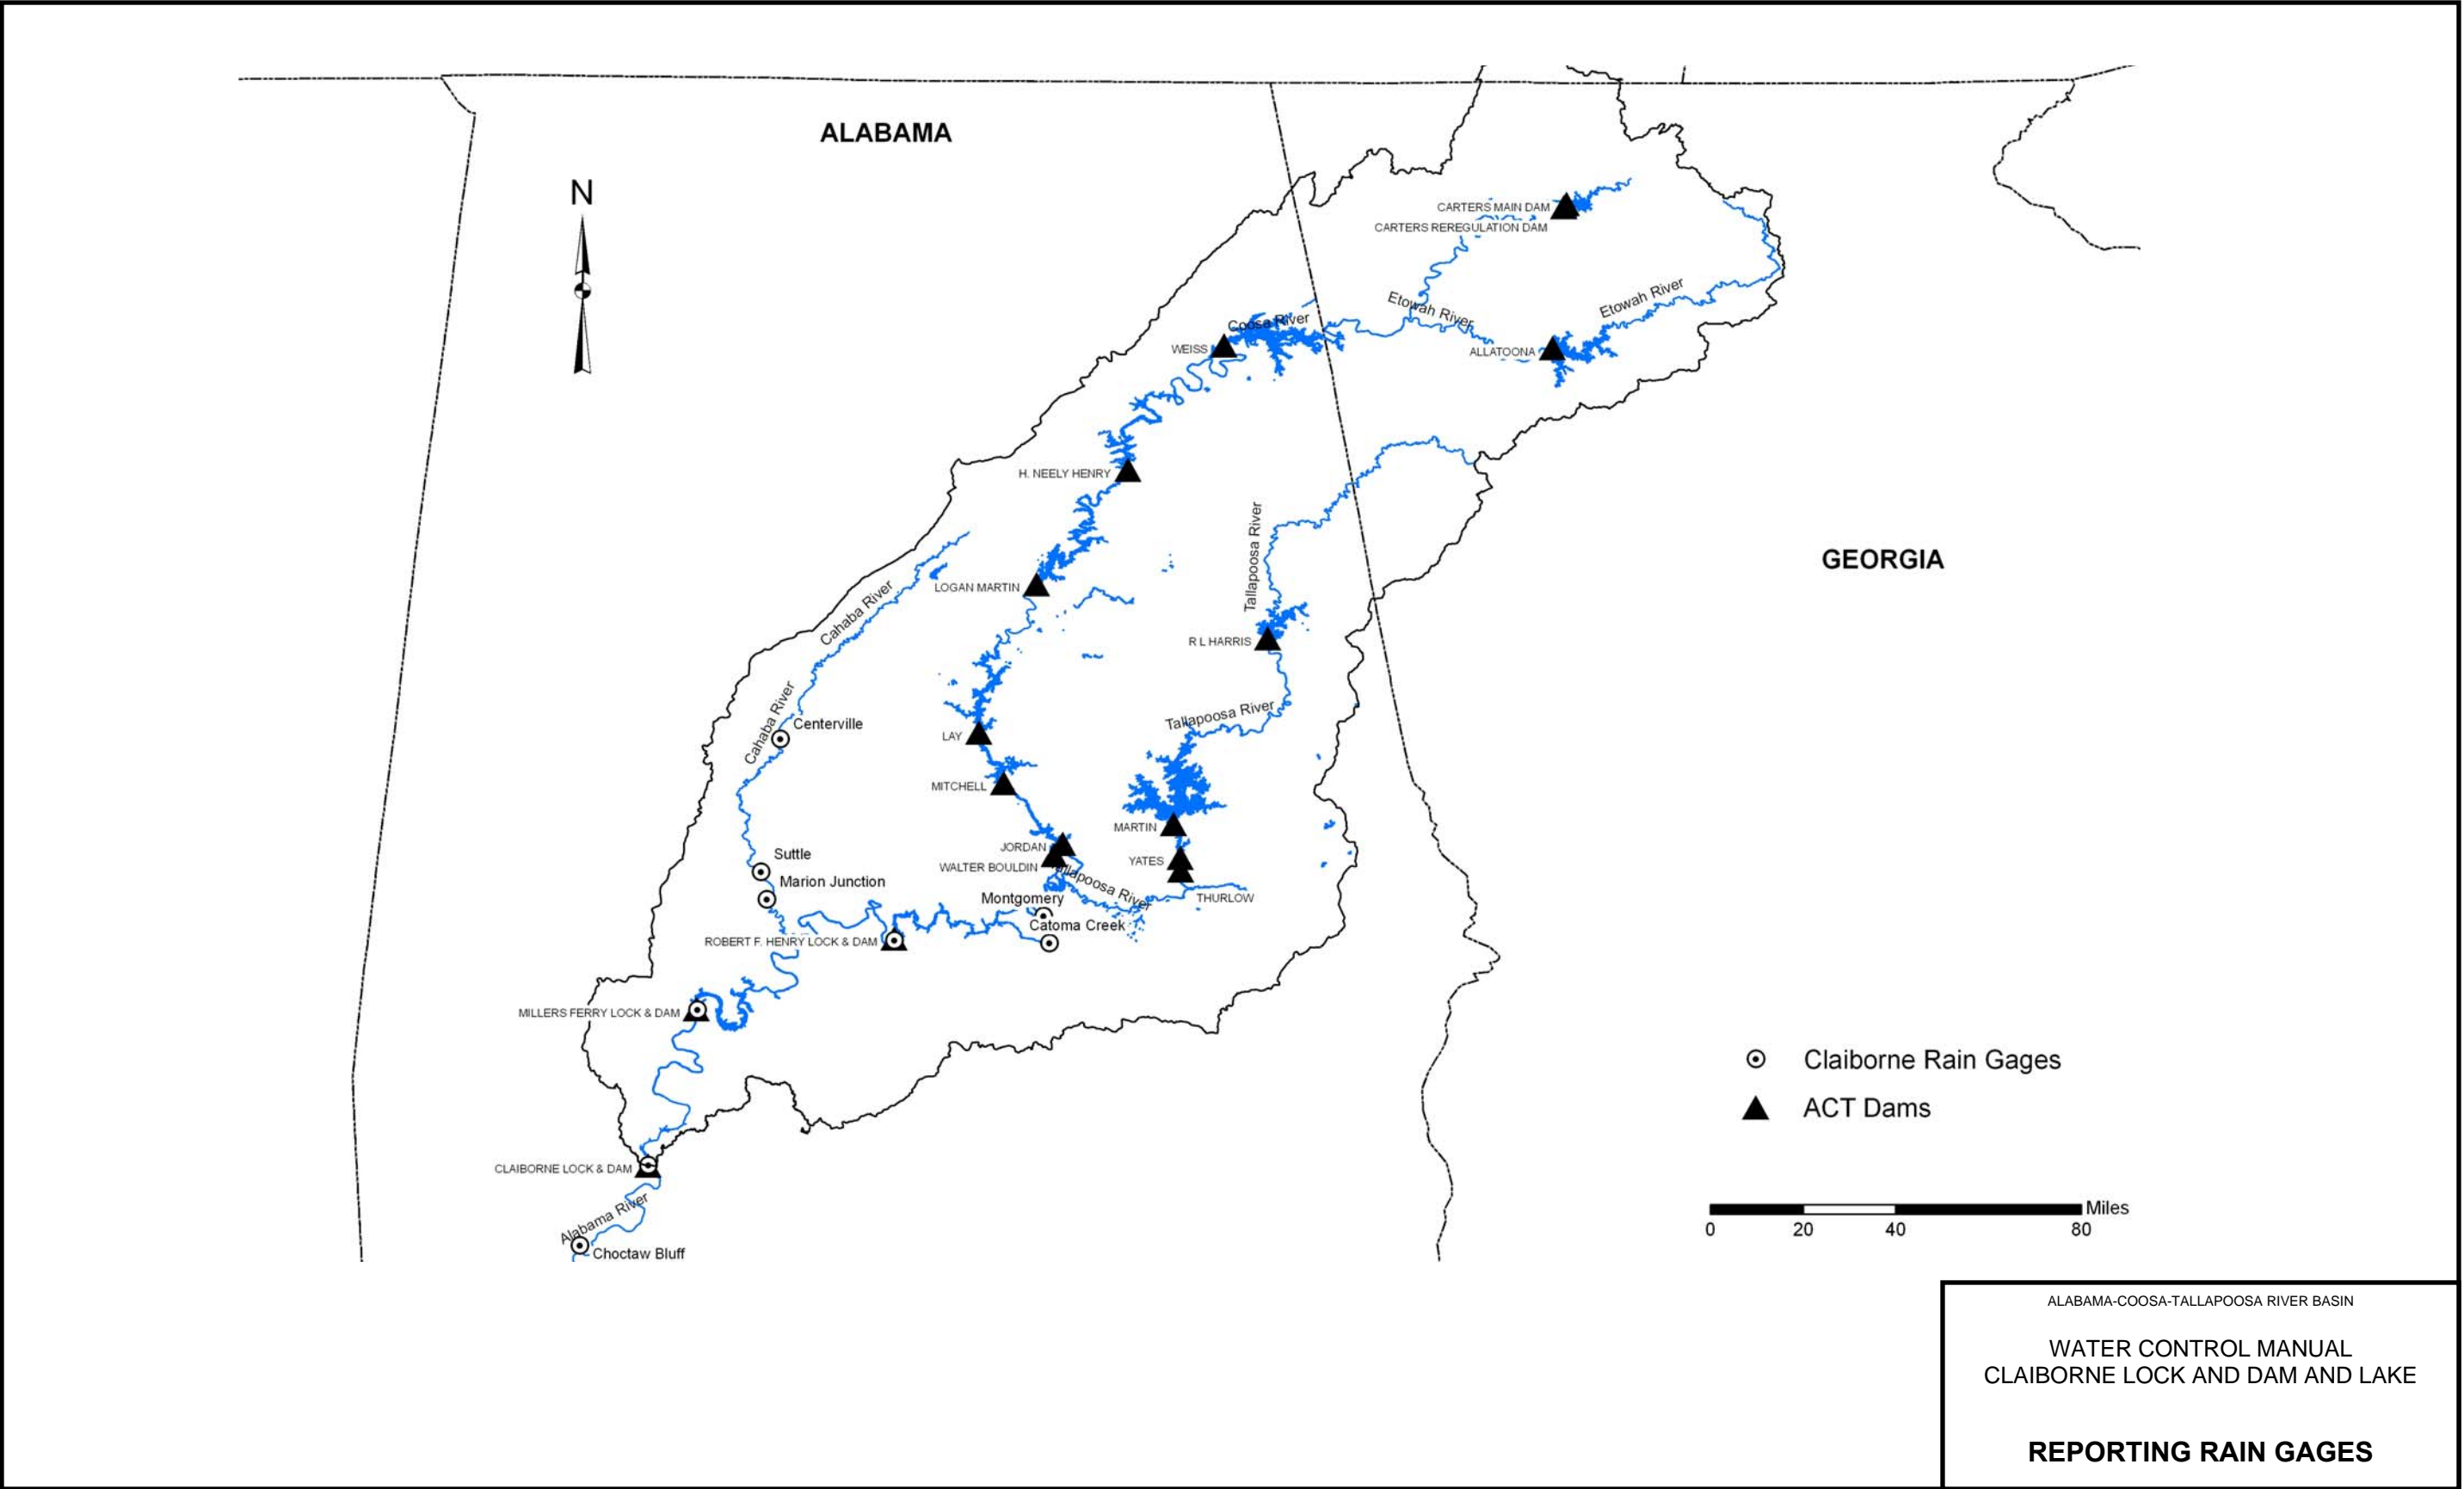 ALABAMA
N
CARTERS MAIN DAM
CARTERS REREGULATION DAM
Etowah River
Etowah River
Coosa River
WEISS
ALLATOONA
H. NEELY HENRY
Tallapoosa River
GEORGIA
LOGAN MARTIN
Cahaba River
R L HARRIS
Cahaba River
Centerville
Tallapoosa River
LAY
MITCHELL
MARTIN
JORDAN
Suttle
YATES
WALTER BOULDIN
Tallapoosa River
Marion Junction
Montgomery
THURLOW
Catoma Creek
ROBERT F. HENRY LOCK & DAM
MILLERS FERRY LOCK & DAM
Claiborne Rain Gages
ACT Dams
CLAIBORNE LOCK & DAM
Alabama River
Choctaw Bluff
Miles
0 20 40 80
ALABAMA-COOSA-TALLAPOOSA RIVER BASIN
WATER CONTROL MANUAL
CLAIBORNE LOCK AND DAM AND LAKE
REPORTING RAIN GAGES